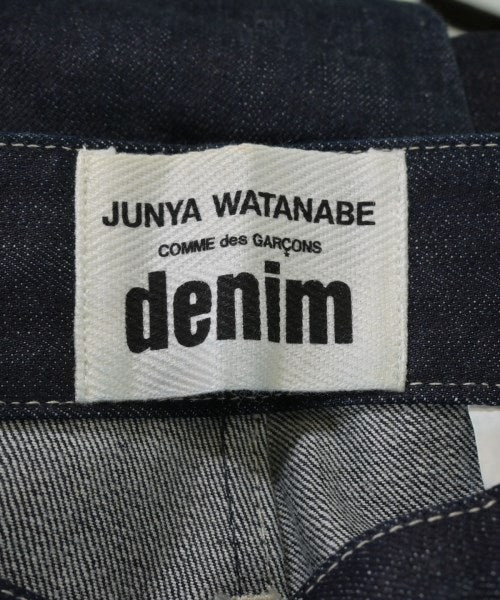 JUNYA WATANABE
COMME des GARÇONS
denim